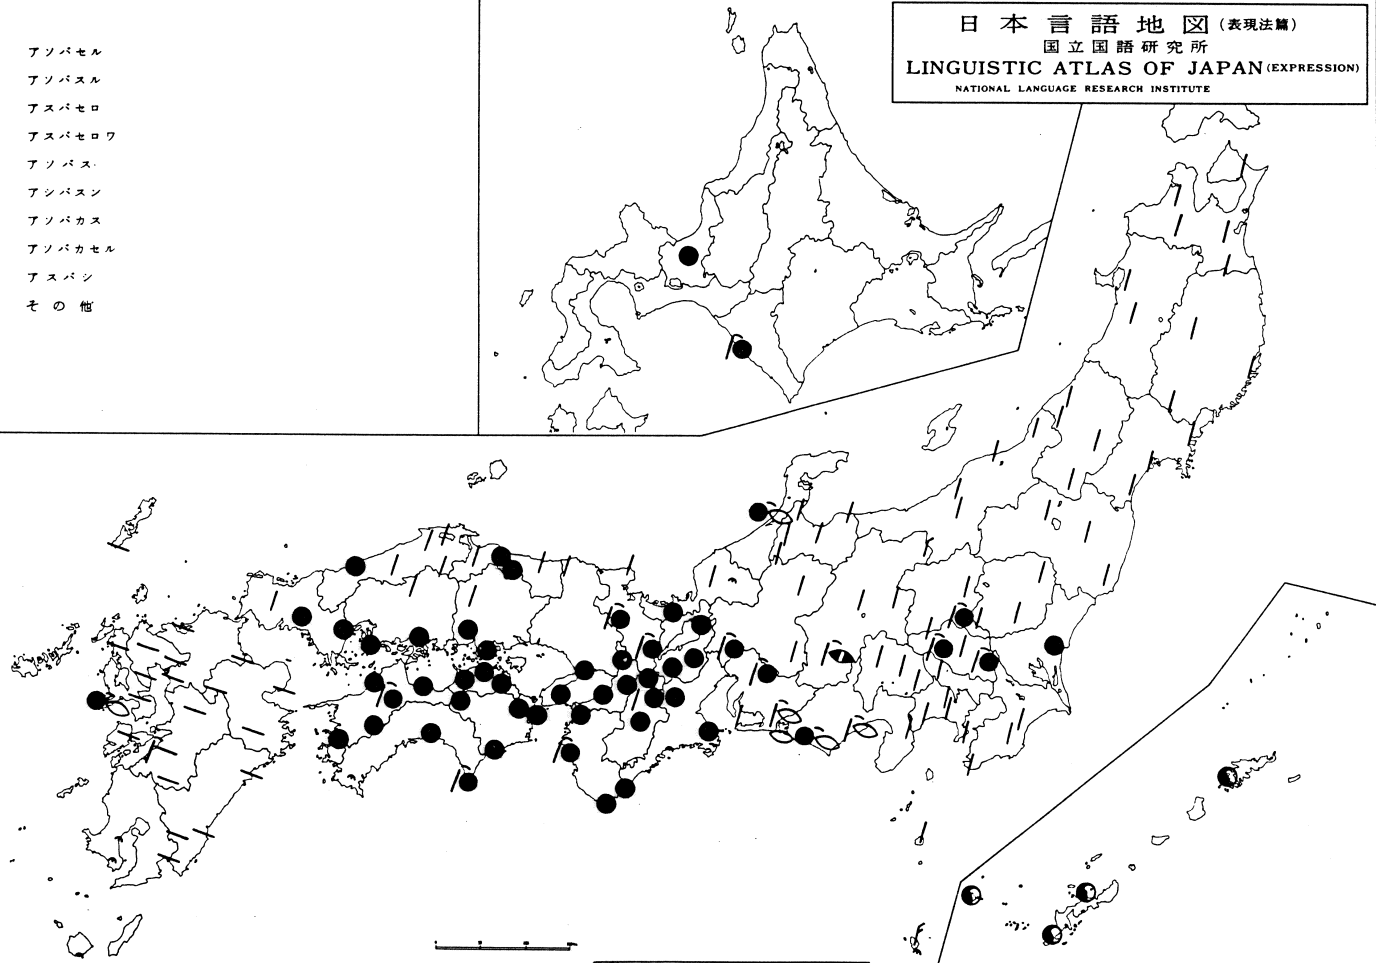 アソバセル
アソバスル
アスバセロ
アスバセロワ
アソバス
アシバスン
アソバカス
アソバカセル
アスバシ
その他
日本言語地図(表現法篇)
国立国語研究所
LINGUISTIC ATLAS OF JAPAN (EXPRESSION)
NATIONAL LANGUAGE RESEARCH INSTITUTE